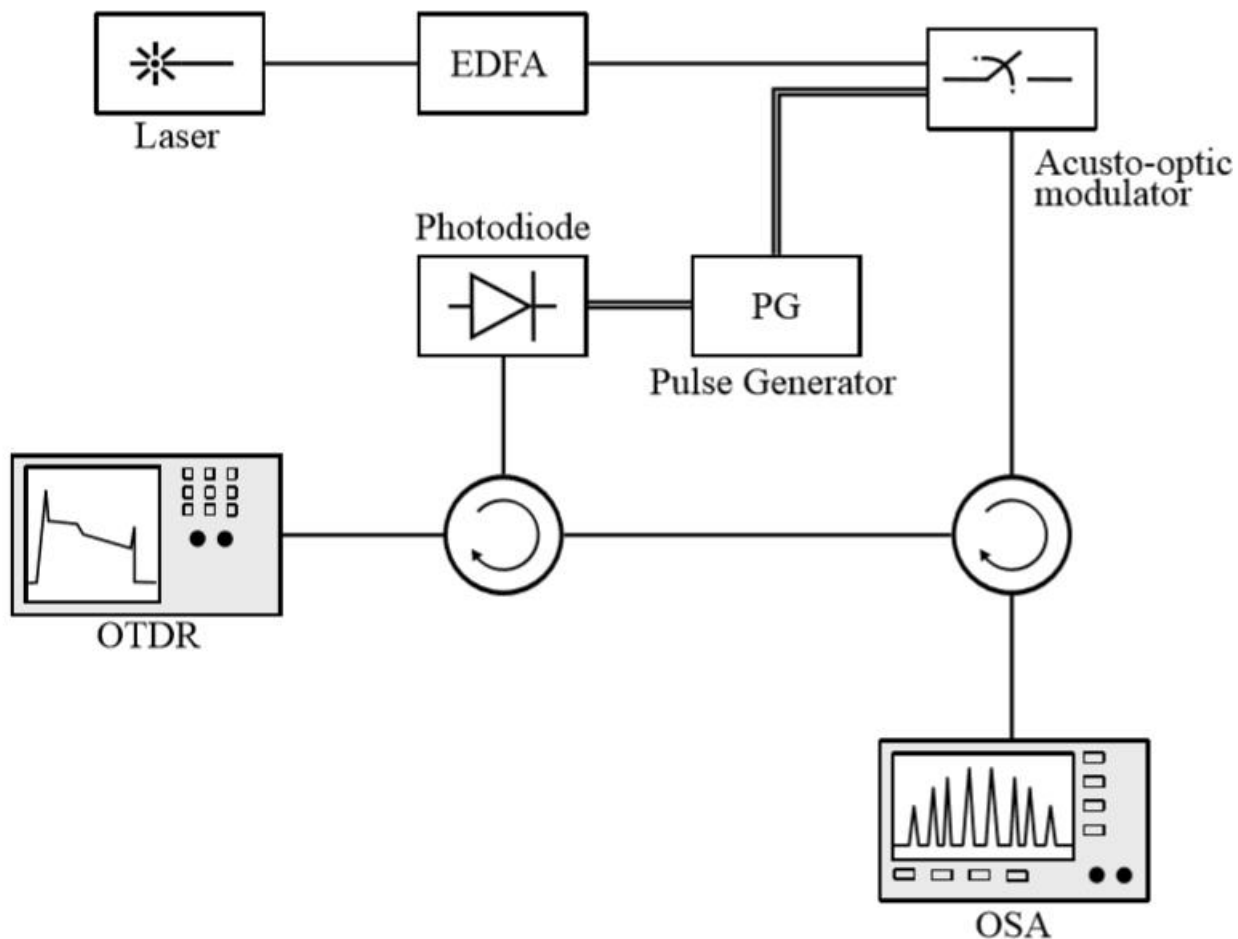 EDFA
Laser
Acusto-optic
modulator
Photodiode
PG
Pulse Generator
OTDR
OSA